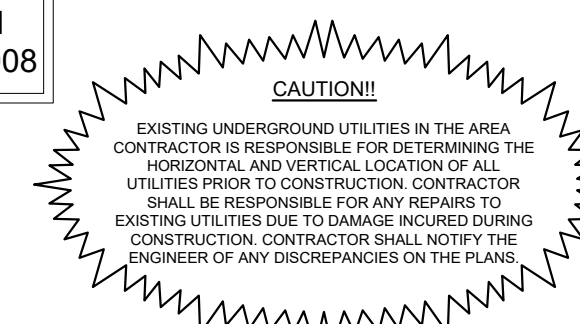 08
CAUTION!!
EXISTING UNDERGROUND UTILITIES IN THE AREA
CONTRACTOR IS RESPONSIBLE FOR DETERMINING THE
HORIZONTAL AND VERTICAL LOCATION OF ALL
UTILITIES PRIOR TO CONSTRUCTION. CONTRACTOR
SHALL BE RESPONSIBLE FOR ANY REPAIRS TO
EXISTING UTILITIES DUE TO DAMAGE INCURED DURING
CONSTRUCTION. CONTRACTOR SHALL NOTIFY THE
ENGINEER OF ANY DISCREPANCIES ON THE PLANS.